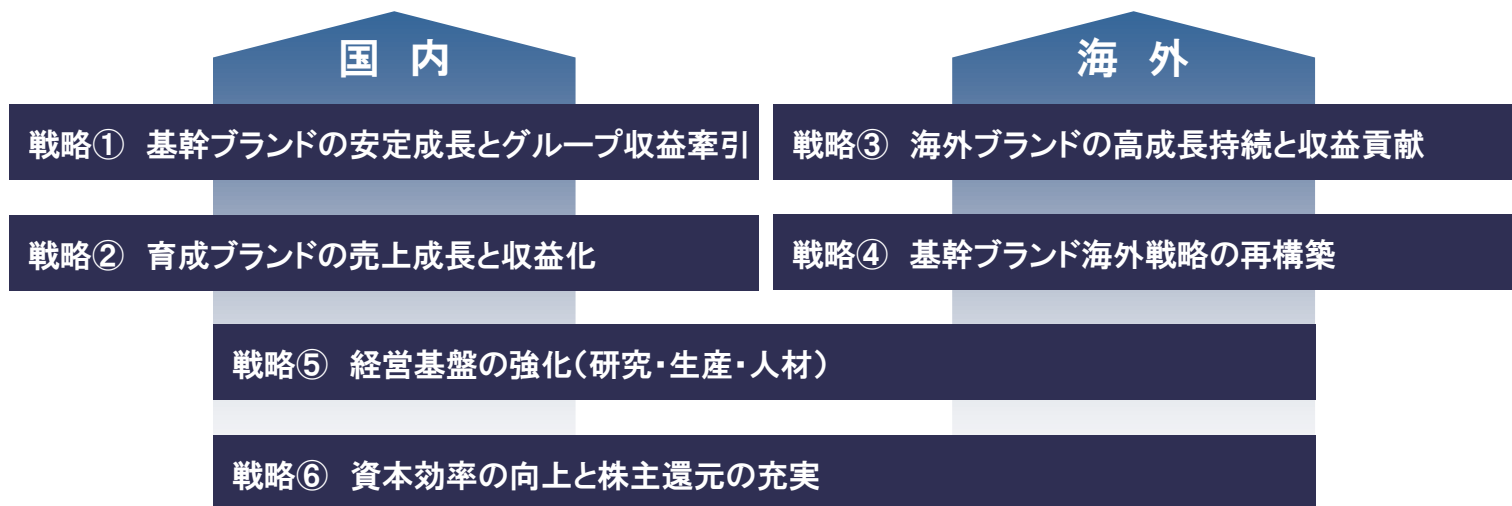 国 内
海 外
戦略① 基幹ブランドの安定成長とグループ収益牽引
戦略③ 海外ブランドの高成長持続と収益貢献
戦略② 育成ブランドの売上成長と収益化
戦略④ 基幹ブランド海外戦略の再構築
戦略⑤ 経営基盤の強化(研究・生産・人材)
戦略⑥ 資本効率の向上と株主還元の充実